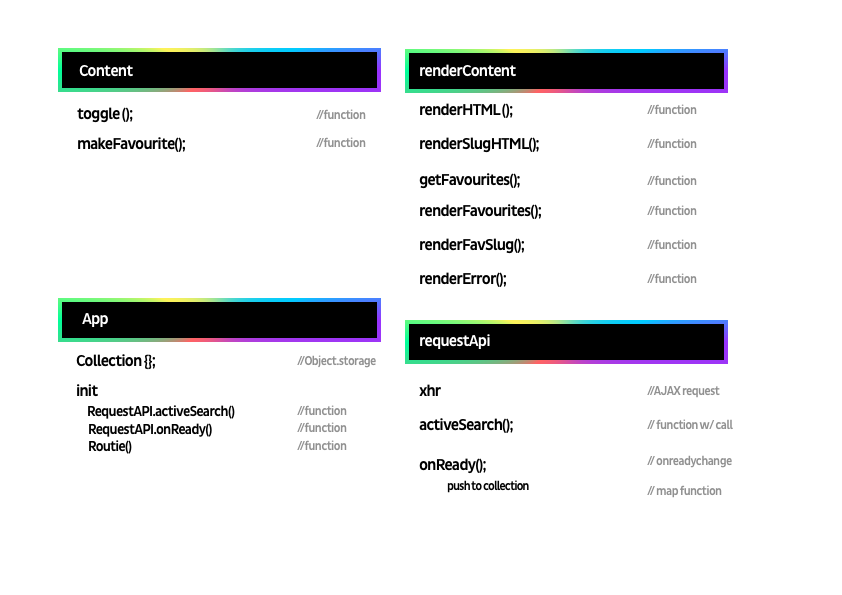 Content
toggle (); //function
makeFavourite(); //function
renderContent
renderHTML (); //function
renderSlugHTML(); //function
getFavourites(); //function
renderFavourites(); //function
renderFavSlug(); //function
renderError(); //function
App
Collection {}; //Object.storage
init
RequestAPI.activeSearch() //function
RequestAPI.onReady() //function
Routie() //function
requestApi
xhr //AJAX request
activeSearch(); // function w/ call
onReady(); // onreadychange
push to collection // map function